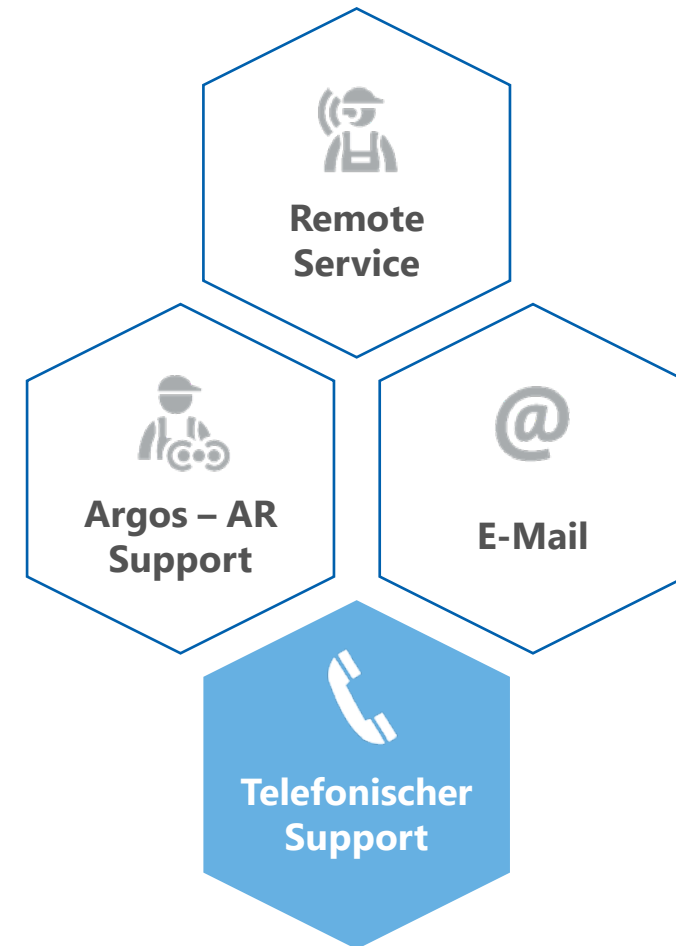 Remote
Service
Argos – AR
Support
@
E-Mail
Telefonischer
Support